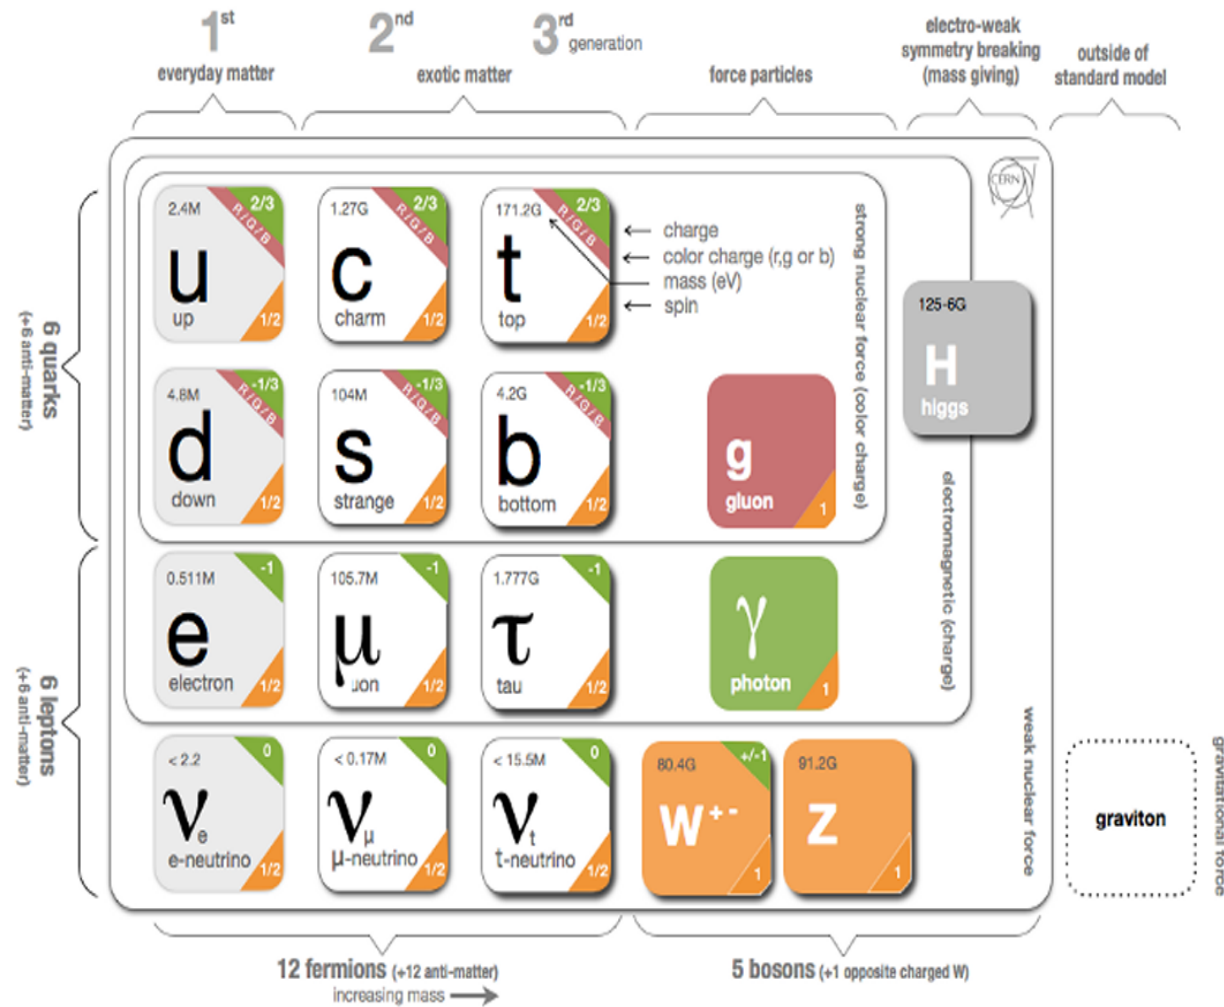 1st
2nd
3rd generation
everyday matter
exotic matter
force particles
electro-weak
symmetry breaking
(mass giving)
outside of
standard model
6 quarks
(+6 anti-matter)
6 leptons
(+6 anti-matter)
2.4M
2/3
R/G/B
u
up
1/2
1.27G
2/3
R/G/B
c
charm
1/2
171.2G
2/3
R/G/B
t
top
1/2
charge
color charge (r,g or b)
mass (eV)
spin
strong nuclear force (color charge)
CERN
125-6G
H
higgs
4.8M
-1/3
R/G/B
d
down
1/2
104M
-1/3
R/G/B
s
strange
1/2
4.2G
-1/3
R/G/B
b
bottom
1/2
g
gluon
1
electromagnetic (charge)
0.511M
-1
e
electron
1/2
105.7M
-1
μ
uon
1/2
1.777G
-1
τ
tau
1/2
γ
photon
1
weak nuclear force
< 2.2
0
νe
e-neutrino
1/2
< 0.17M
0
νμ
μ-neutrino
1/2
< 15.5M
0
νt
t-neutrino
1/2
80.4G
+/-1
W+-
1
91.2G
Z
1
graviton
gravitational force
12 fermions (+12 anti-matter)
increasing mass
5 bosons (+1 opposite charged W)